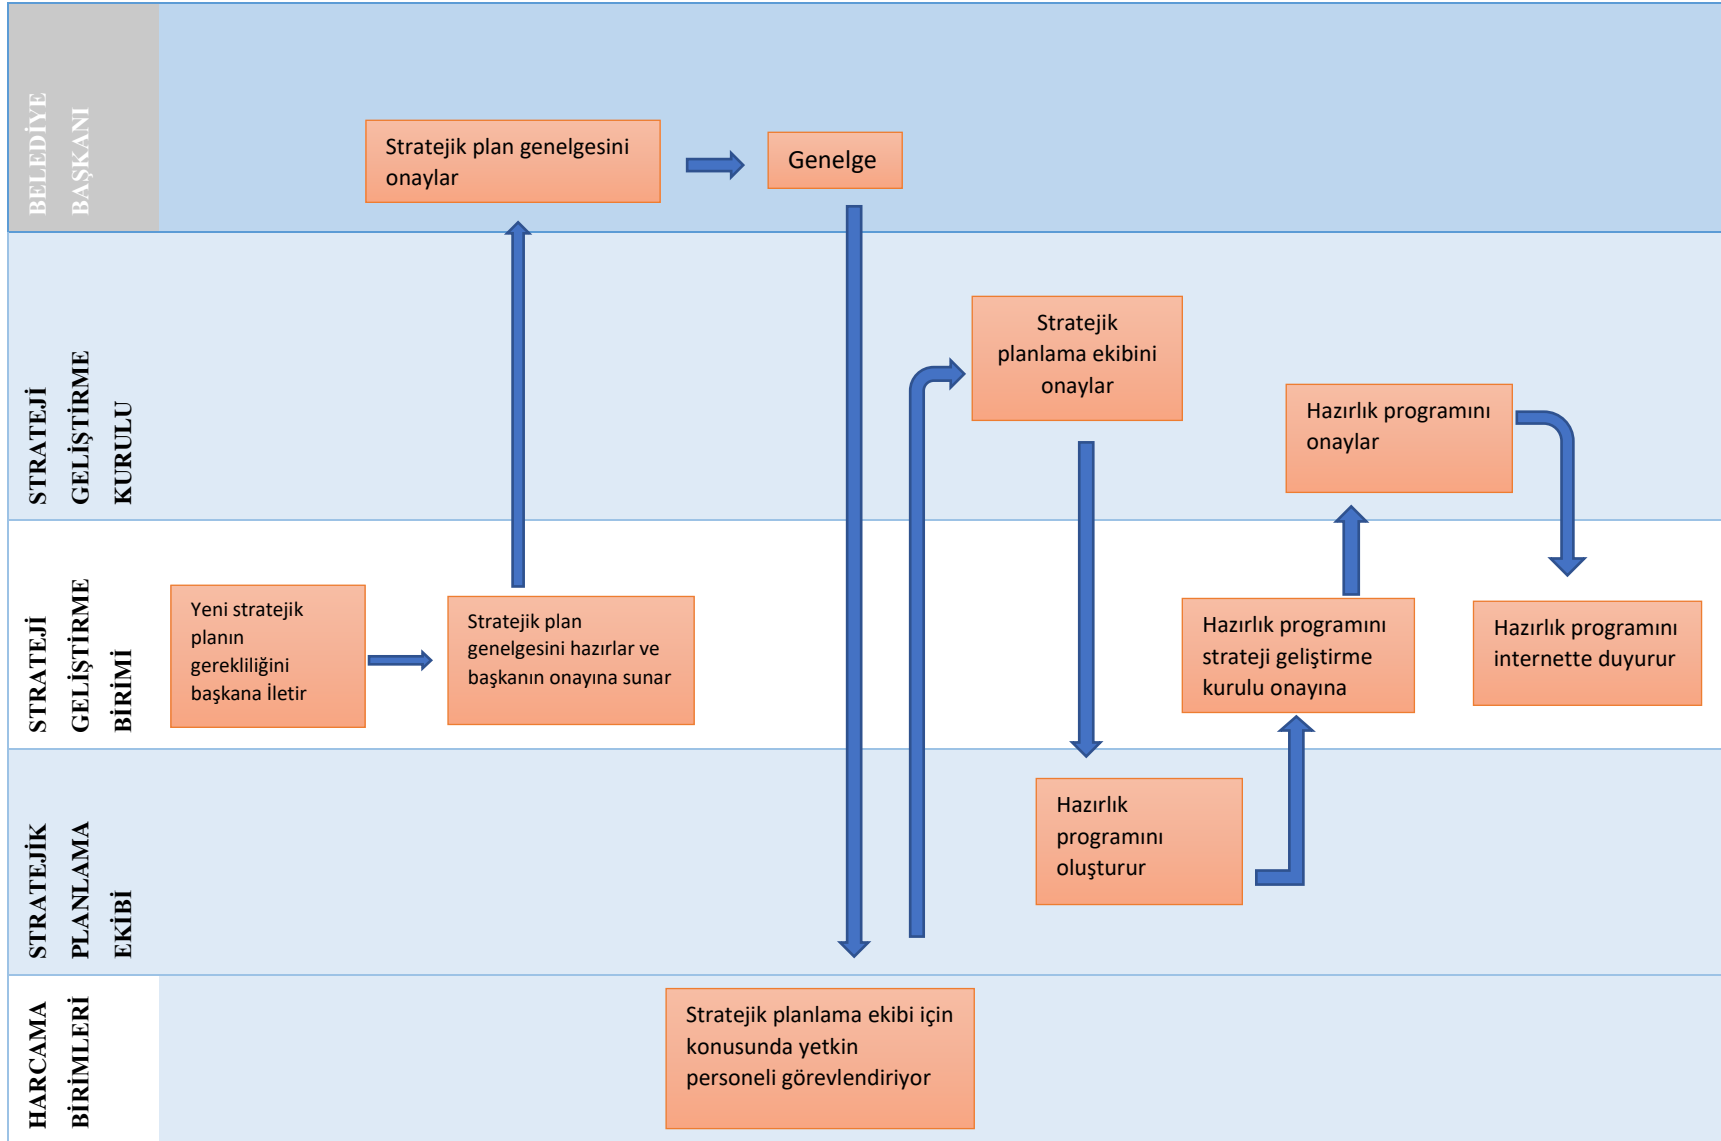 BELEDİYE
BAŞKANI
Stratejik plan genelgesini
onaylar
Genelge
STRATEJİ
GELİŞTİRME
KURULU
Stratejik
planlama ekibini
onaylar
Hazırlık programını
onaylar
STRATEJİ
GELİŞTİRME
BİRİMİ
Yeni stratejik
planın
gerekliliğini
başkana İletir
Stratejik plan
genelgesini hazırlar ve
başkanın onayına sunar
Hazırlık programını
strateji geliştirme
kurulu onayına
Hazırlık programını
internette duyurur
STRATEJİK
PLANLAMA
EKİBİ
Hazırlık
programını
oluşturur
HARCAMA
BİRİMLERİ
Stratejik planlama ekibi için
konusunda yetkin
personeli görevlendiriyor